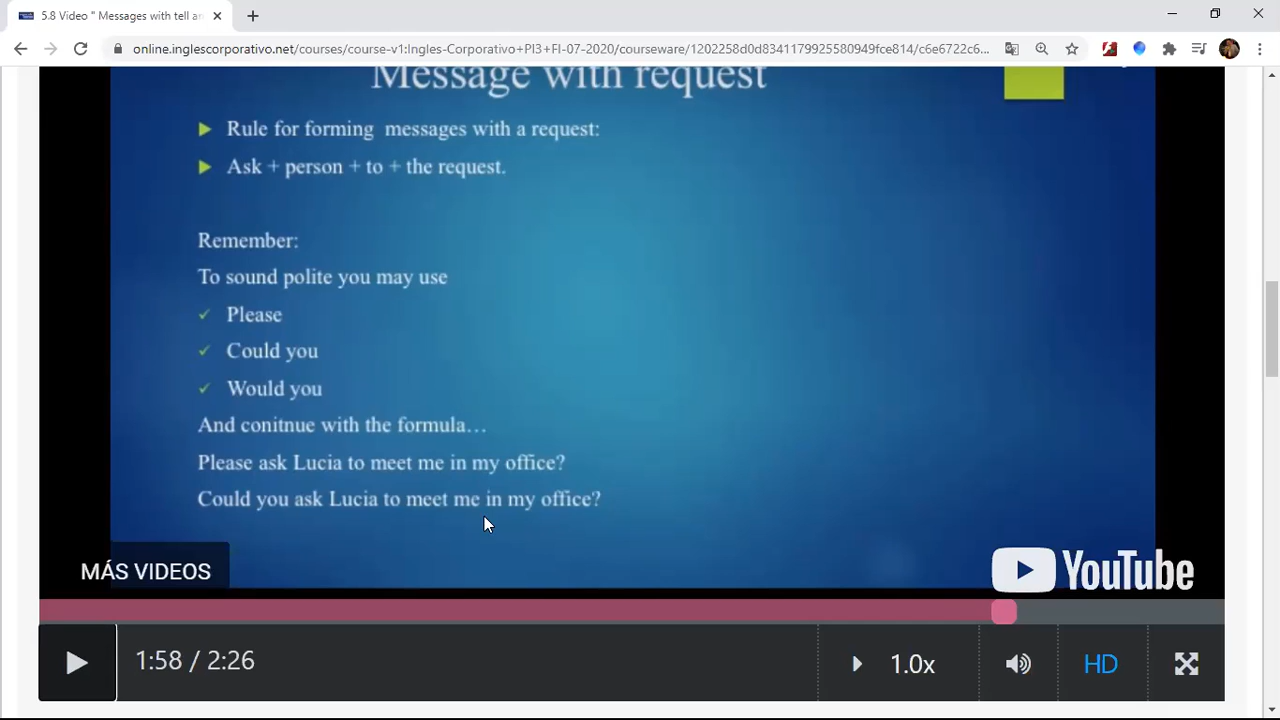 5.8 Video " Messages with tell an
online.inglescorporativo.net/courses/course-v1:Ingles-Corporativo+PI3+FI-07-2020/courseware/1202258d0d8341179925580949fce814/c6e6722c6...
Message with request
Rule for forming messages with a request:
Ask + person + to + the request.
Remember:
To sound polite you may use
Please
Could you
Would you
And conitnue with the formula...
Please ask Lucia to meet me in my office?
Could you ask Lucia to meet me in my office?
MÁS VIDEOS
YouTube
1:58 / 2:26
1.0x
HD